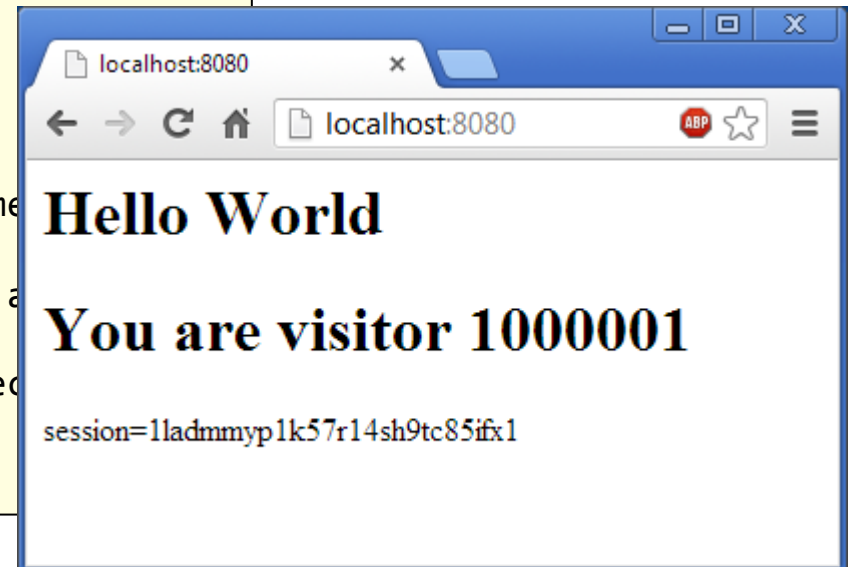 localhost:8080
localhost:8080
ABP
Hello World
You are visitor 1000001
session=1ladmmyp1k57r14sh9tc85ifx1